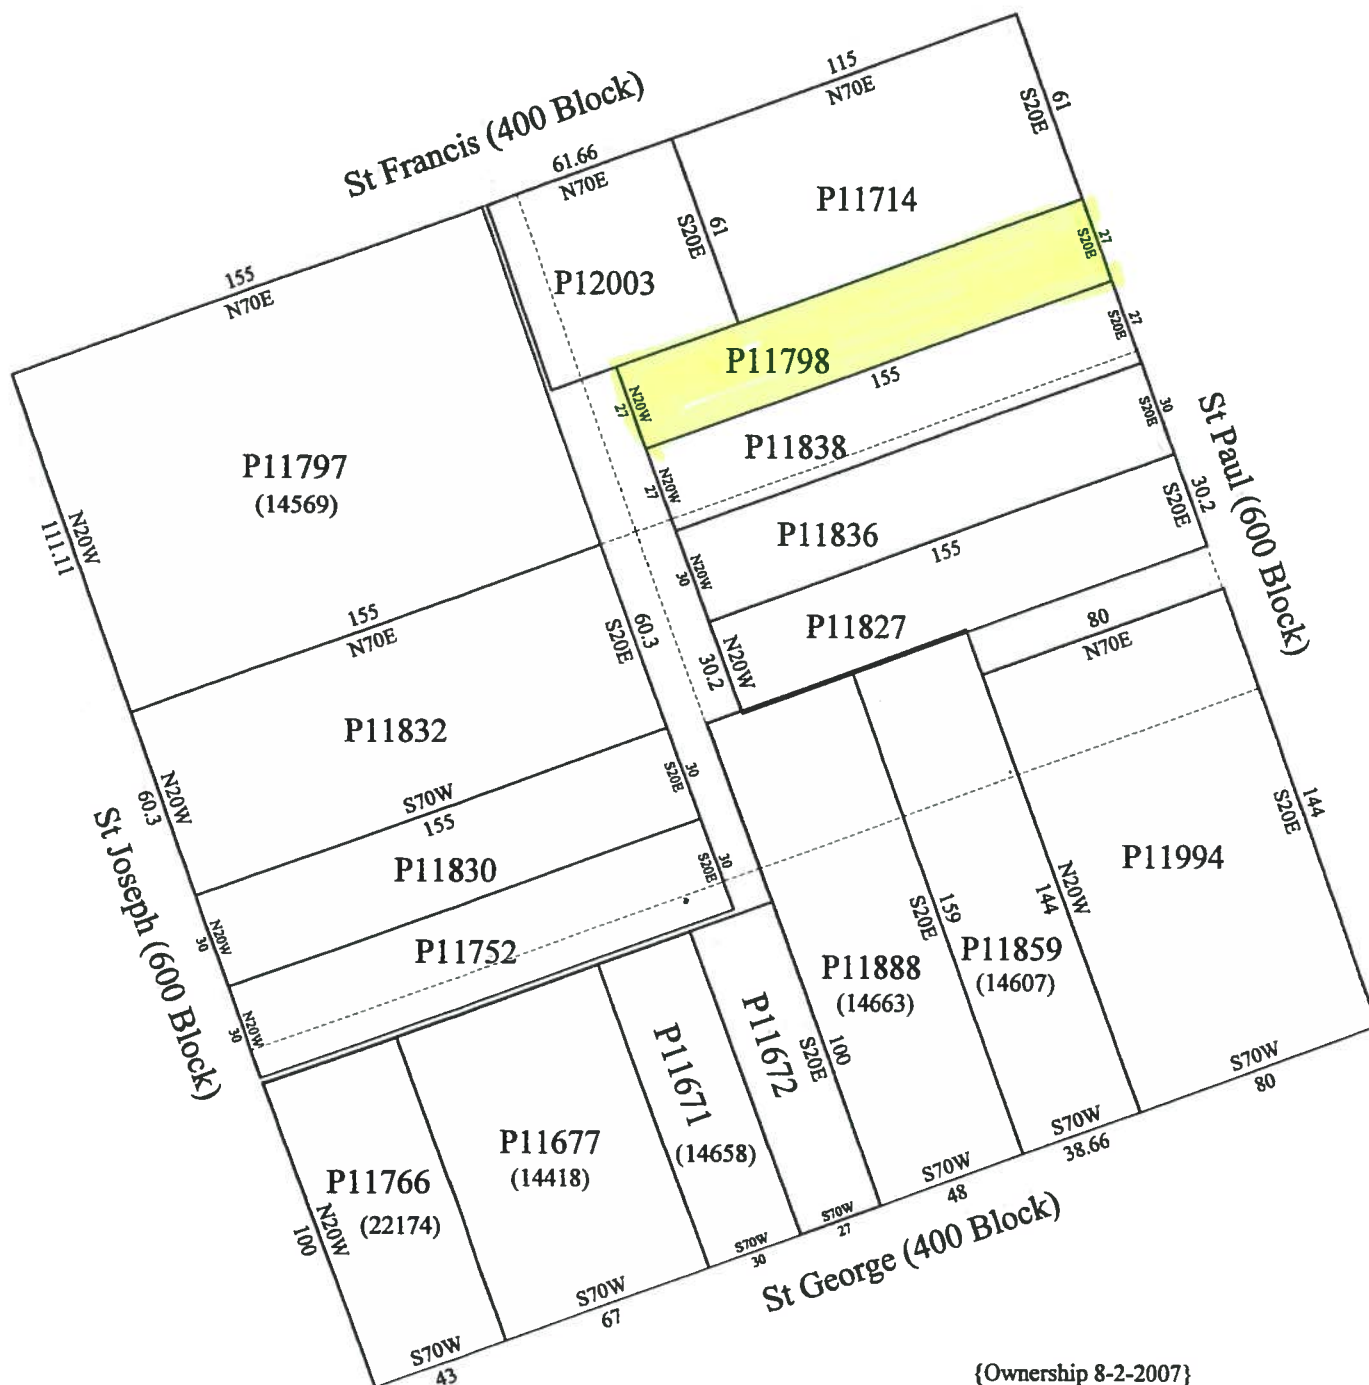 St Francis (400 Block)
115
N70E
61
S20E
61.66
N70E
P11714
61
S20E
27
S20E
155
N70E
P12003
P11798
155
N20W
27
27
S20E
P11797
(14569)
P11838
N20W
27
30
S20E
St Paul (600 Block)
N20W
111.11
P11836
155
N20W
30
30.2
S20E
155
N70E
60.3
S20E
P11827
N20W
30.2
80
N70E
P11832
S70W
155
30
S20E
N20W
60.3
144
S20E
St Joseph (600 Block)
P11830
30
S20E
P11994
N20W
144
N20W
30
P11752
159
S20E
P11859
(14607)
P11888
(14663)
N20W
30
P11672
100
S20E
P11671
(14658)
P11677
(14418)
P11766
(22174)
N20W
100
S70W
80
S70W
38.66
S70W
48
S70W
27
S70W
30
S70W
67
S70W
43
St George (400 Block)
{Ownership 8-2-2007}